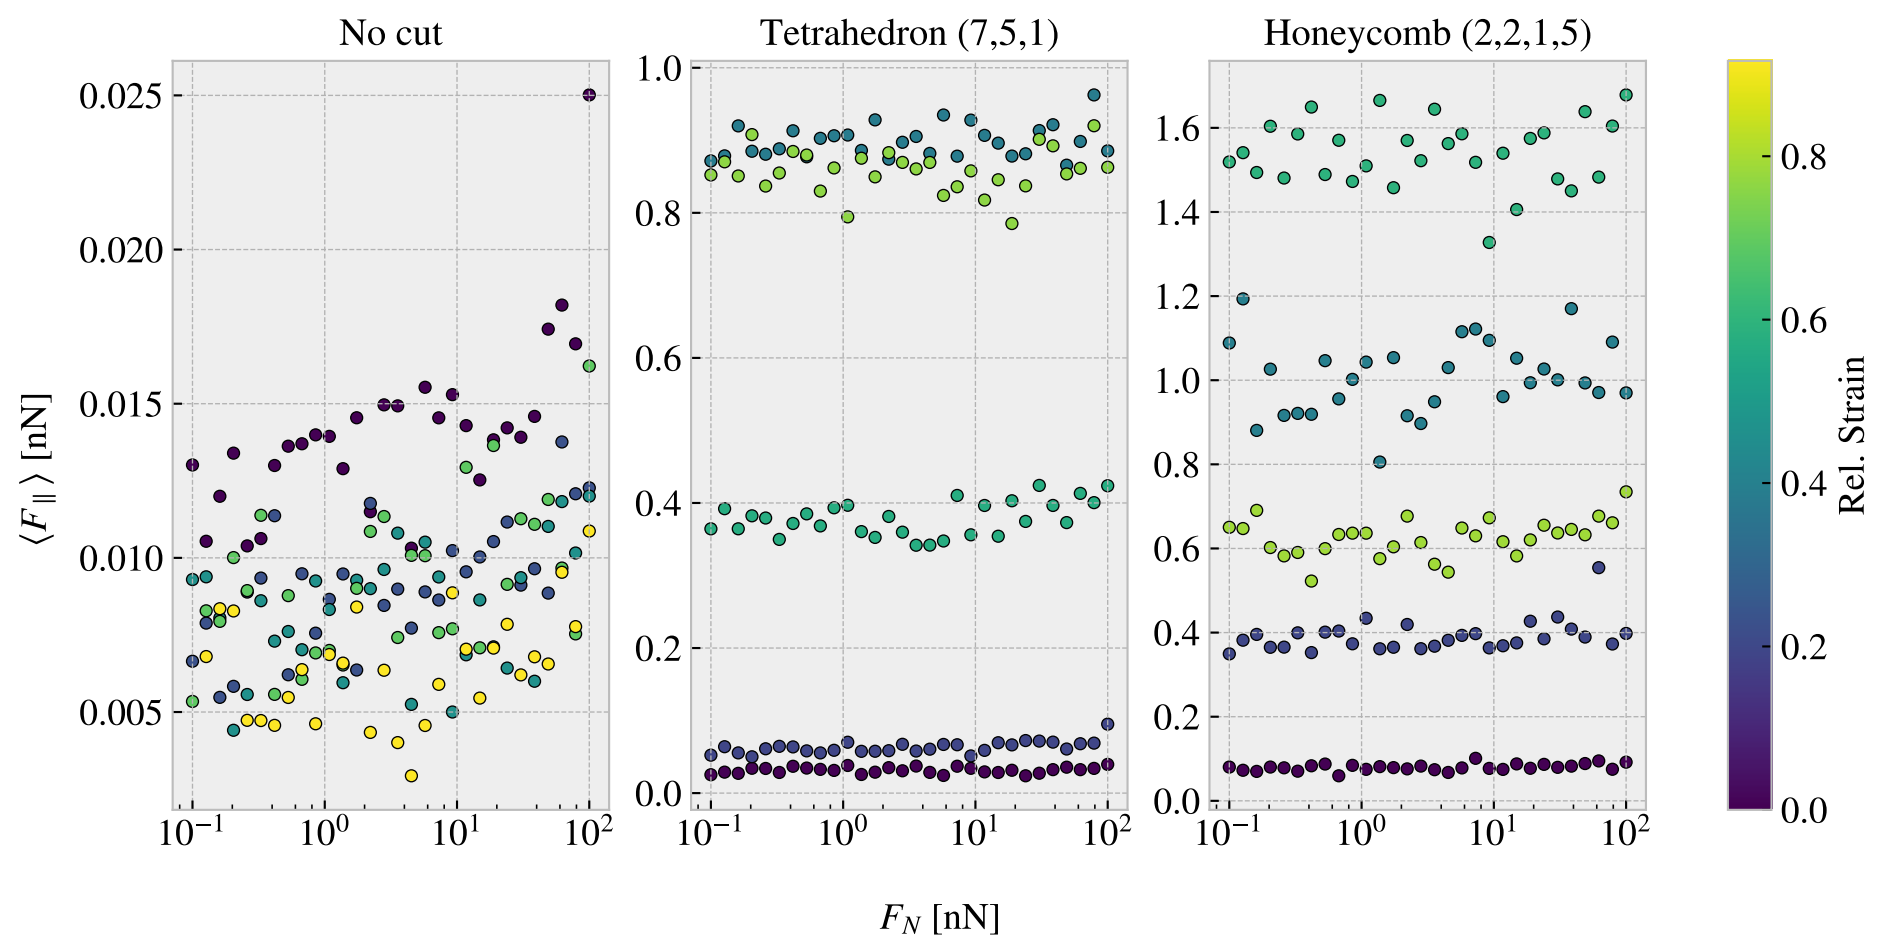 No cut
Tetrahedron (7,5,1)
Honeycomb (2,2,1,5)
⟨F∥⟩ [nN]
0.025
0.020
0.015
0.010
0.005
10⁻¹ 10⁰ 10¹ 10²
1.0
0.8
0.6
0.4
0.2
0.0
10⁻¹ 10⁰ 10¹ 10²
1.6
1.4
1.2
1.0
0.8
0.6
0.4
0.2
0.0
10⁻¹ 10⁰ 10¹ 10²
0.8
0.6
0.4
0.2
0.0
Rel. Strain
F_N [nN]